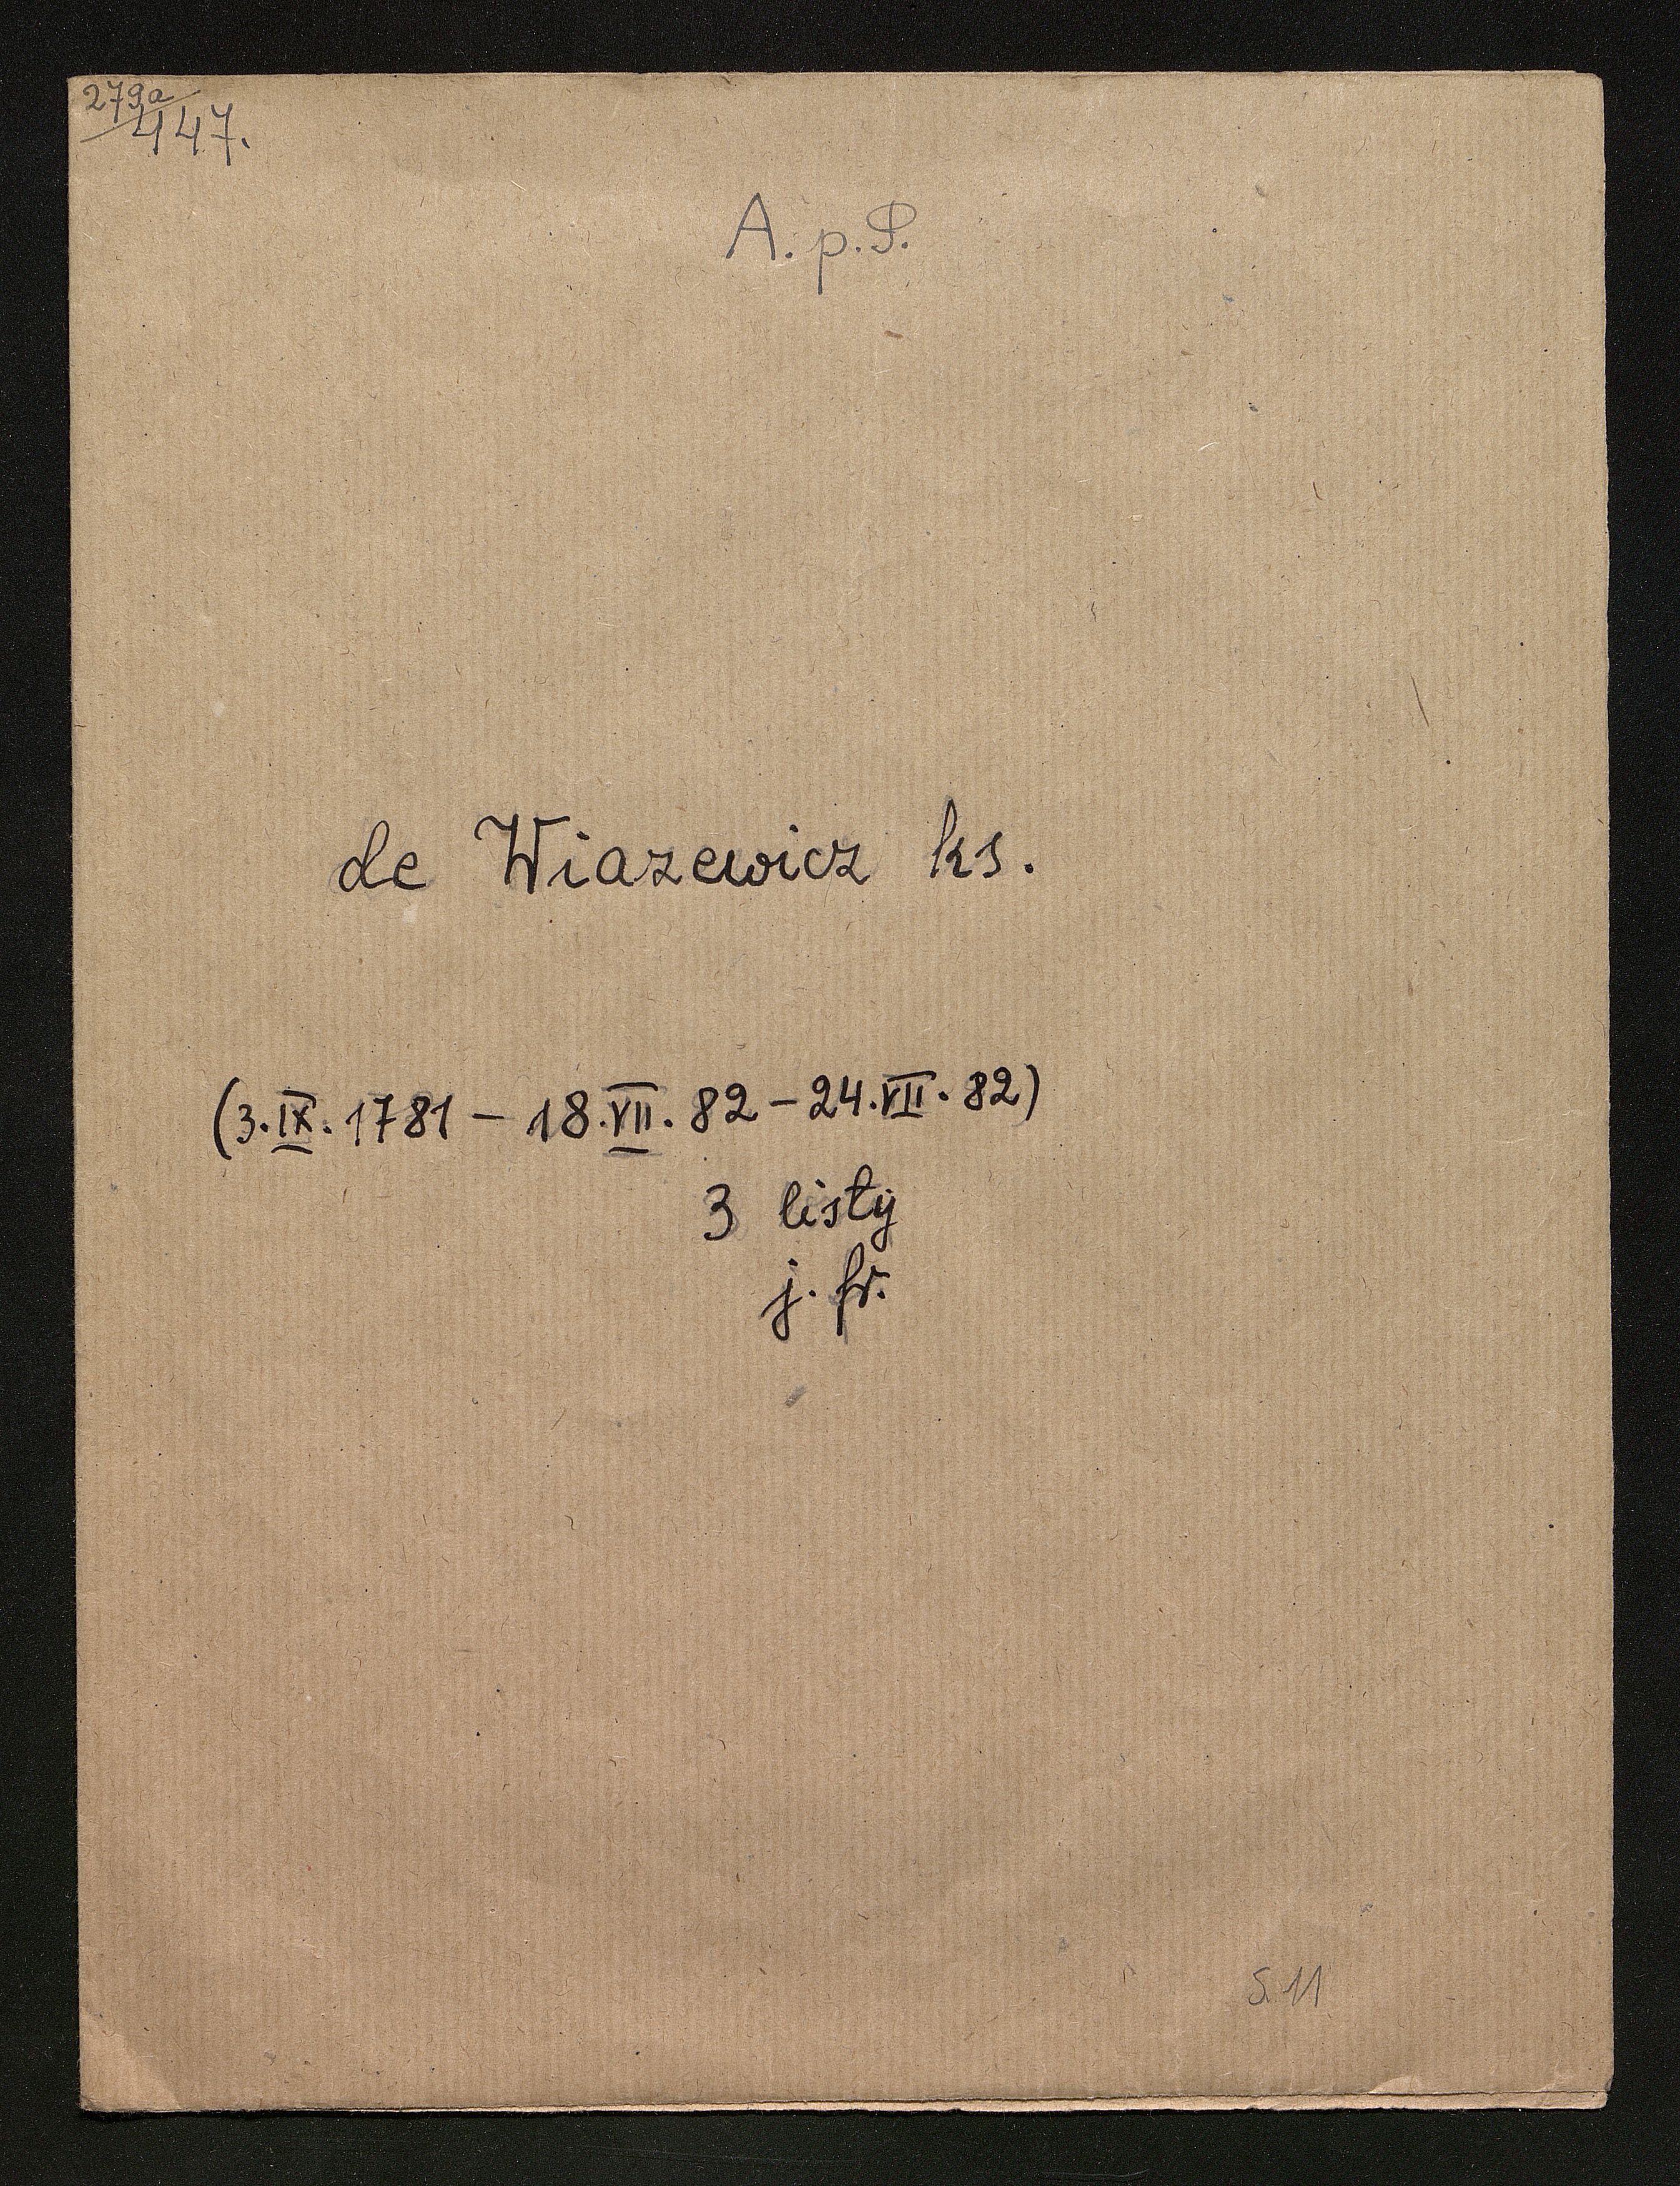 279a
447.
A. p. P.
de Wiazewicz ks.
(3.IX.1781 – 18.VII.82 – 24.VII.82)
3 listy
j. fr.
S. 11